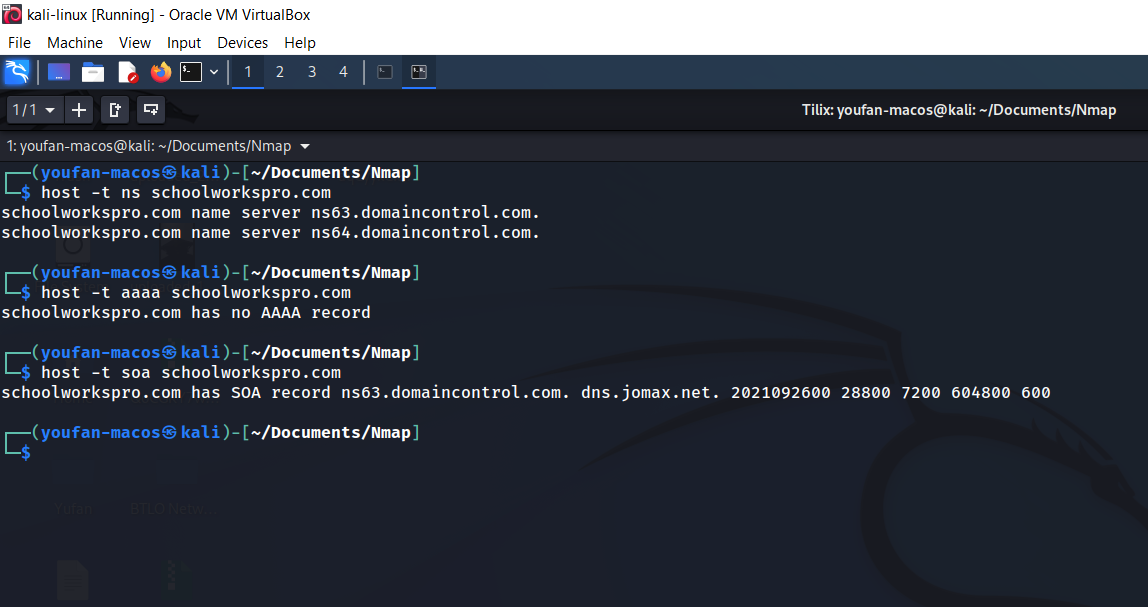 kali-linux [Running] - Oracle VM VirtualBox
File Machine View Input Devices Help
1 2 3 4
1/1
Tilix: youfan-macos@kali: ~/Documents/Nmap
1: youfan-macos@kali: ~/Documents/Nmap
┌──(youfan-macos㉿kali)-[~/Documents/Nmap]
└─$ host -t ns schoolworkspro.com
schoolworkspro.com name server ns63.domaincontrol.com.
schoolworkspro.com name server ns64.domaincontrol.com.
┌──(youfan-macos㉿kali)-[~/Documents/Nmap]
└─$ host -t aaaa schoolworkspro.com
schoolworkspro.com has no AAAA record
┌──(youfan-macos㉿kali)-[~/Documents/Nmap]
└─$ host -t soa schoolworkspro.com
schoolworkspro.com has SOA record ns63.domaincontrol.com. dns.jomax.net. 2021092600 28800 7200 604800 600
┌──(youfan-macos㉿kali)-[~/Documents/Nmap]
└─$